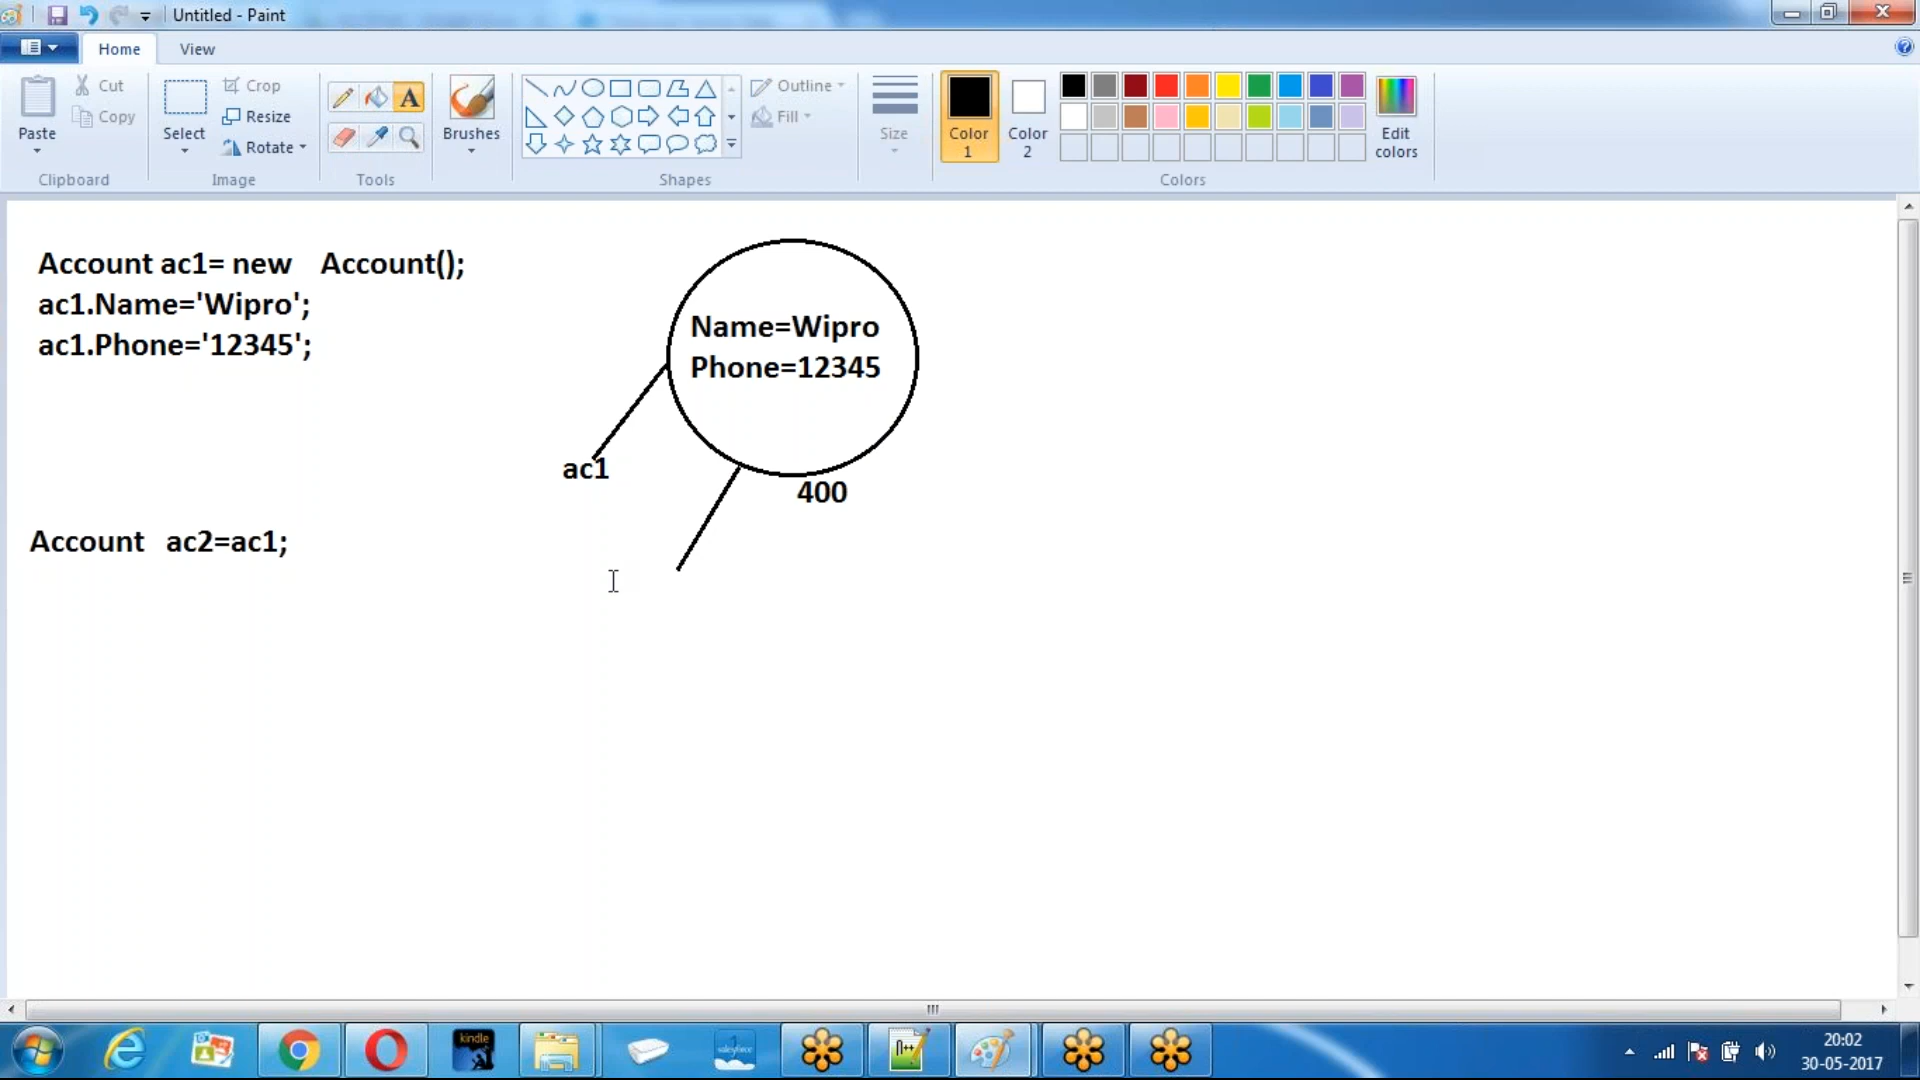 Untitled - Paint
Home
View
Paste
Cut
Copy
Clipboard
Select
Crop
Resize
Rotate
Image
A
Tools
Brushes
Shapes
Outline
Fill
Size
Color
1
Color
2
Edit
colors
Colors
Account ac1= new    Account();
ac1.Name='Wipro';
ac1.Phone='12345';
Name=Wipro
Phone=12345
ac1
400
Account   ac2=ac1;
kindle
salesforce
20:02
30-05-2017